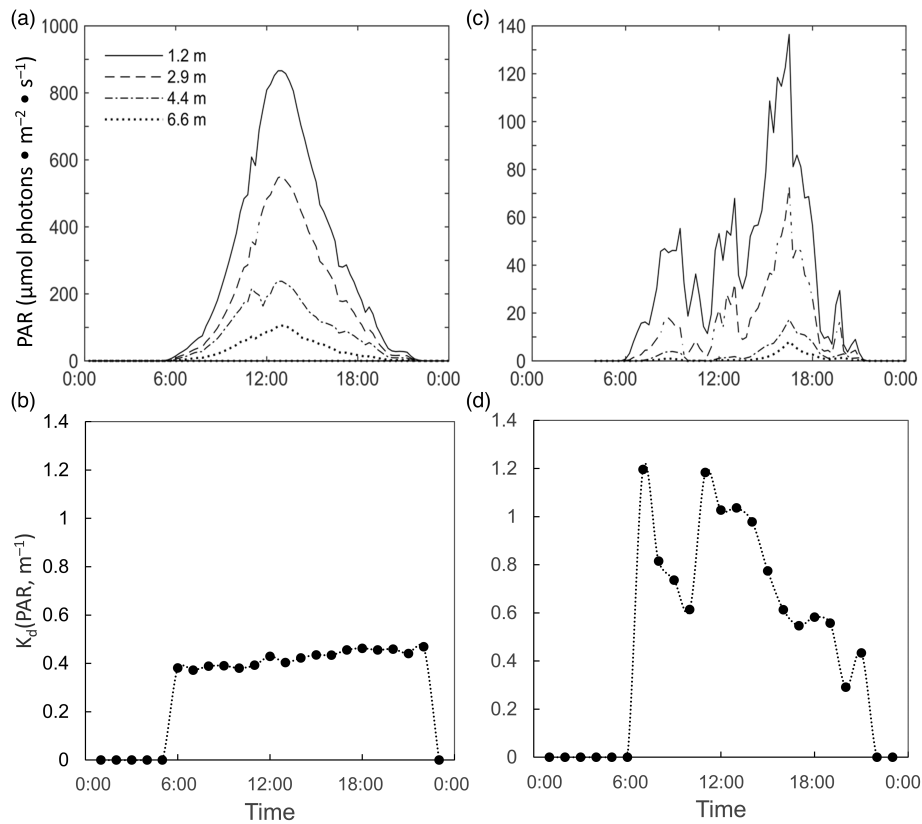 (a)
PAR (µmol photons • m⁻² • s⁻¹)
1000
800
600
400
200
0
1.2 m
2.9 m
4.4 m
6.6 m
0:00 6:00 12:00 18:00 0:00
(c)
140
120
100
80
60
40
20
0
0:00 6:00 12:00 18:00 0:00
(b)
K_d(PAR, m⁻¹)
1.4
1.2
1
0.8
0.6
0.4
0.2
0
0:00 6:00 12:00 18:00 0:00
Time
(d)
1.4
1.2
1
0.8
0.6
0.4
0.2
0
0:00 6:00 12:00 18:00 0:00
Time